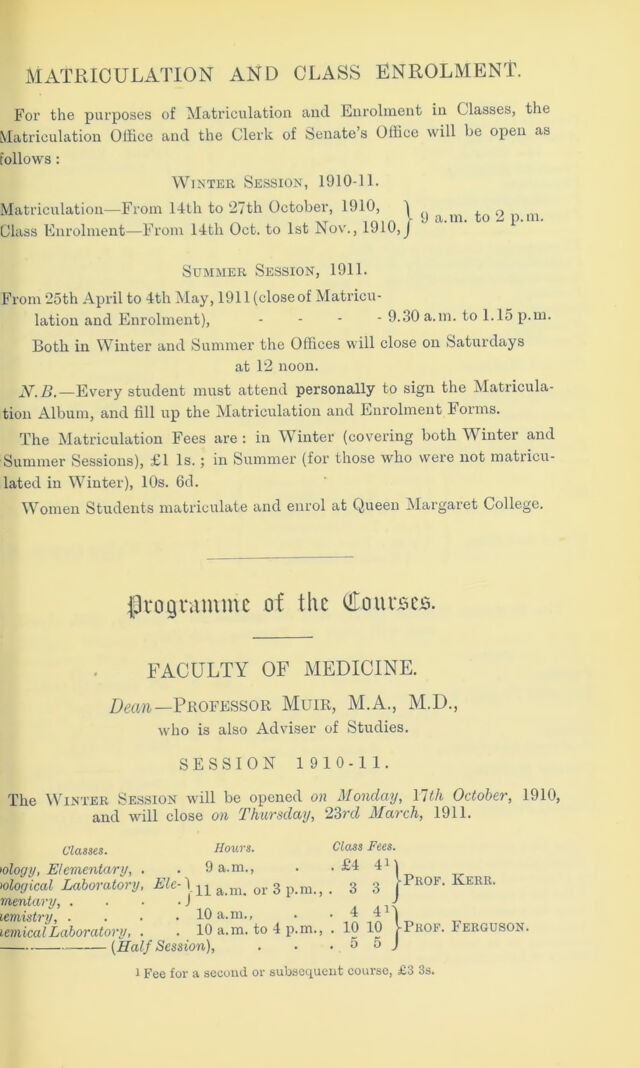 MATRICULATION AND CLASS ENROLMENT.
For the purposes of Matriculation and Enrolment in Classes, the
Matriculation Office and the Clerk of Senate's Office will be open as
follows:
WINTER SESSION, 1910-11.
Matriculation—From 14th to 27th October, 1910, } 9 a.m. to 2 p.m.
Class Enrolment—From 14th Oct. to 1st Nov., 1910,
SUMMER SESSION, 1911.
From 25th April to 4th May, 1911 (close of Matricu-
lation and Enrolment), - - - - 9.30 a.m. to 1.15 p.m.
Both in Winter and Summer the Offices will close on Saturdays
at 12 noon.
N.B.—Every student must attend personally to sign the Matricula-
tion Album, and fill up the Matriculation and Enrolment Forms.
The Matriculation Fees are: in Winter (covering both Winter and
Summer Sessions), £1 1s.; in Summer (for those who were not matricu-
lated in Winter), 10s. 6d.
Women Students matriculate and enrol at Queen Margaret College.
Programme of the Courses.
FACULTY OF MEDICINE.
Dean—PROFESSOR MUIR, M.A., M.D.,
who is also Adviser of Studies.
SESSION 1910-11.
The WINTER SESSION will be opened on Monday, 17th October, 1910,
and will close on Thursday, 23rd March, 1911.
Classes. Hours. Class Fees.
ology, Elementary, . . 9 a.m., . . £4 4¹
ological Laboratory, Ele- } 11 a.m. or 3 p.m., . 3 3 } PROF. KERR.
mentary, . . . .
emistry, . . . . 10 a.m., . . 4 4¹
emical Laboratory, . . 10 a.m. to 4 p.m., . 10 10 } PROF. FERGUSON.
——— (Half Session), . . . 5 5
1 Fee for a second or subsequent course, £3 3s.